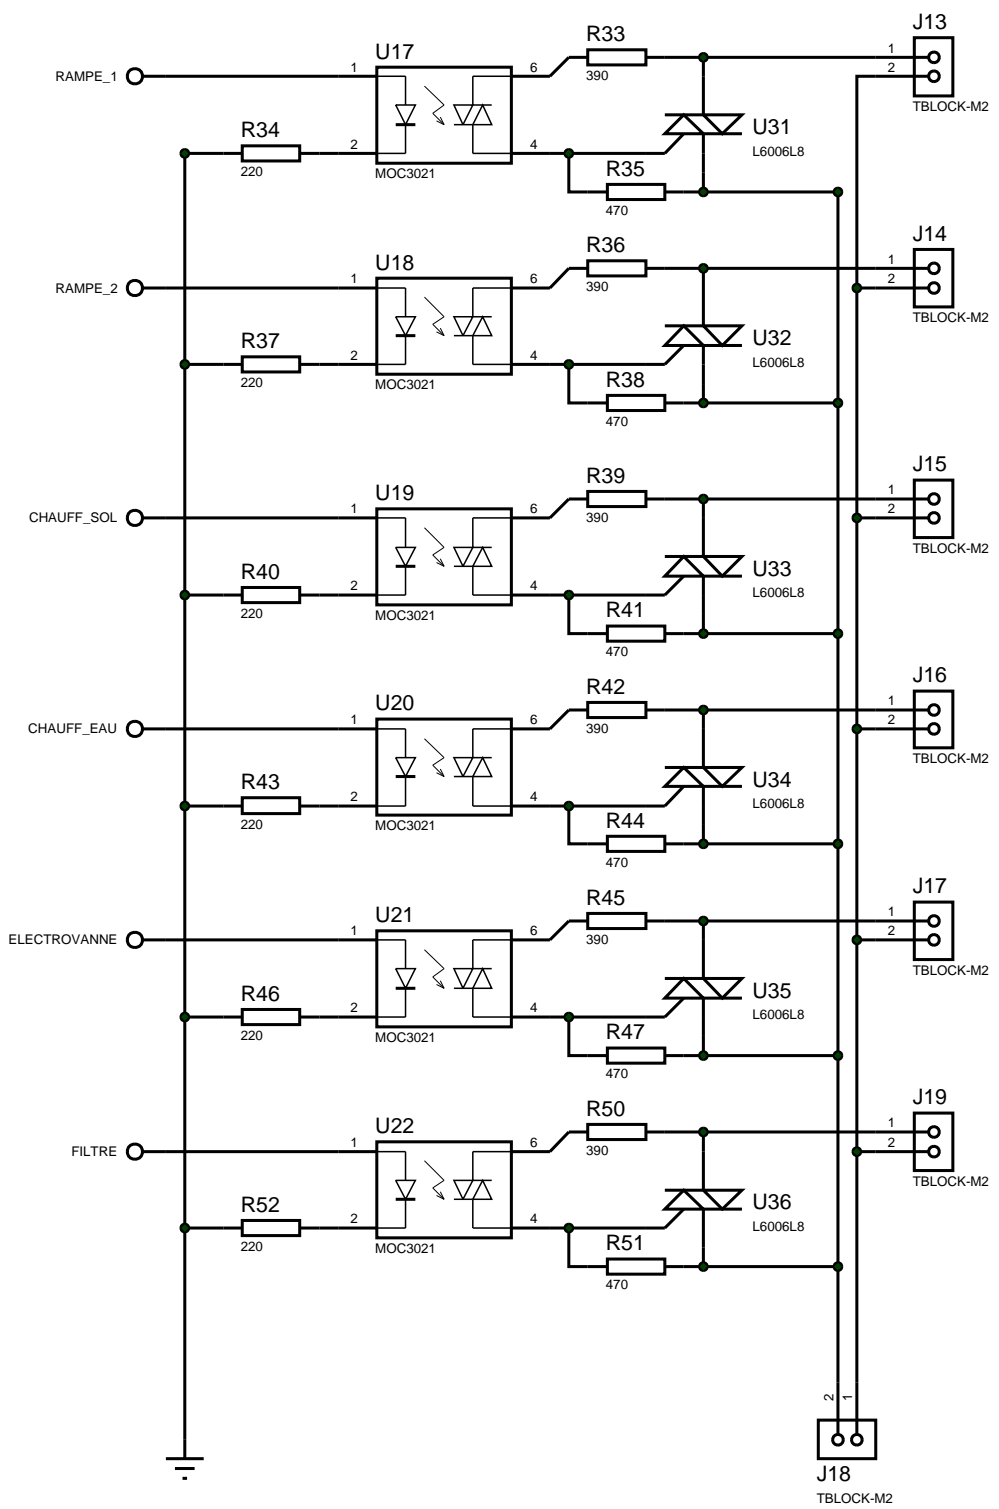 J13
R33
U17
1
1
6
2
RAMPE_1
390
TBLOCK-M2
U31
R34
L6006L8
2
4
R35
220
MOC3021
470
J14
R36
U18
1
1
6
2
RAMPE_2
390
TBLOCK-M2
U32
R37
L6006L8
2
4
R38
220
MOC3021
470
J15
R39
U19
1
1
6
2
CHAUFF_SOL
390
TBLOCK-M2
U33
R40
L6006L8
2
4
R41
220
MOC3021
470
J16
R42
U20
1
1
6
2
CHAUFF_EAU
390
TBLOCK-M2
U34
R43
L6006L8
2
4
R44
220
MOC3021
470
J17
R45
U21
1
1
6
2
ELECTROVANNE
390
TBLOCK-M2
U35
R46
L6006L8
2
4
R47
220
MOC3021
470
J19
R50
U22
1
1
6
2
FILTRE
390
TBLOCK-M2
U36
R52
L6006L8
2
4
R51
220
MOC3021
470
2
1
J18
TBLOCK-M2